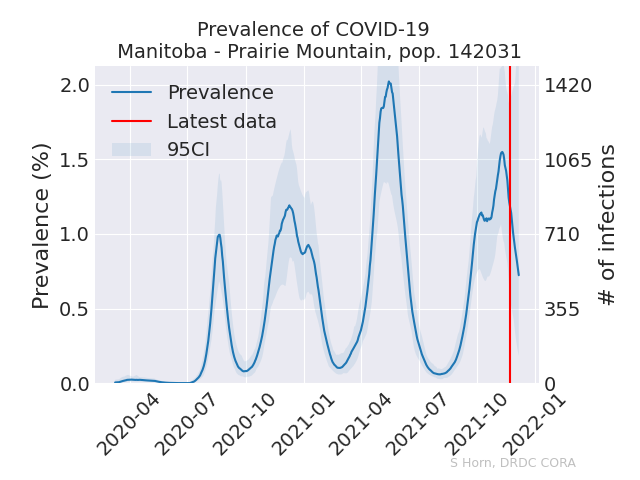 Prevalence of COVID-19
Manitoba - Prairie Mountain, pop. 142031
Prevalence
Latest data
95CI
Prevalence (%)
2.0
1.5
1.0
0.5
0.0
# of infections
1420
1065
710
355
0
2020-04
2020-07
2020-10
2021-01
2021-04
2021-07
2021-10
2022-01
S Horn, DRDC CORA